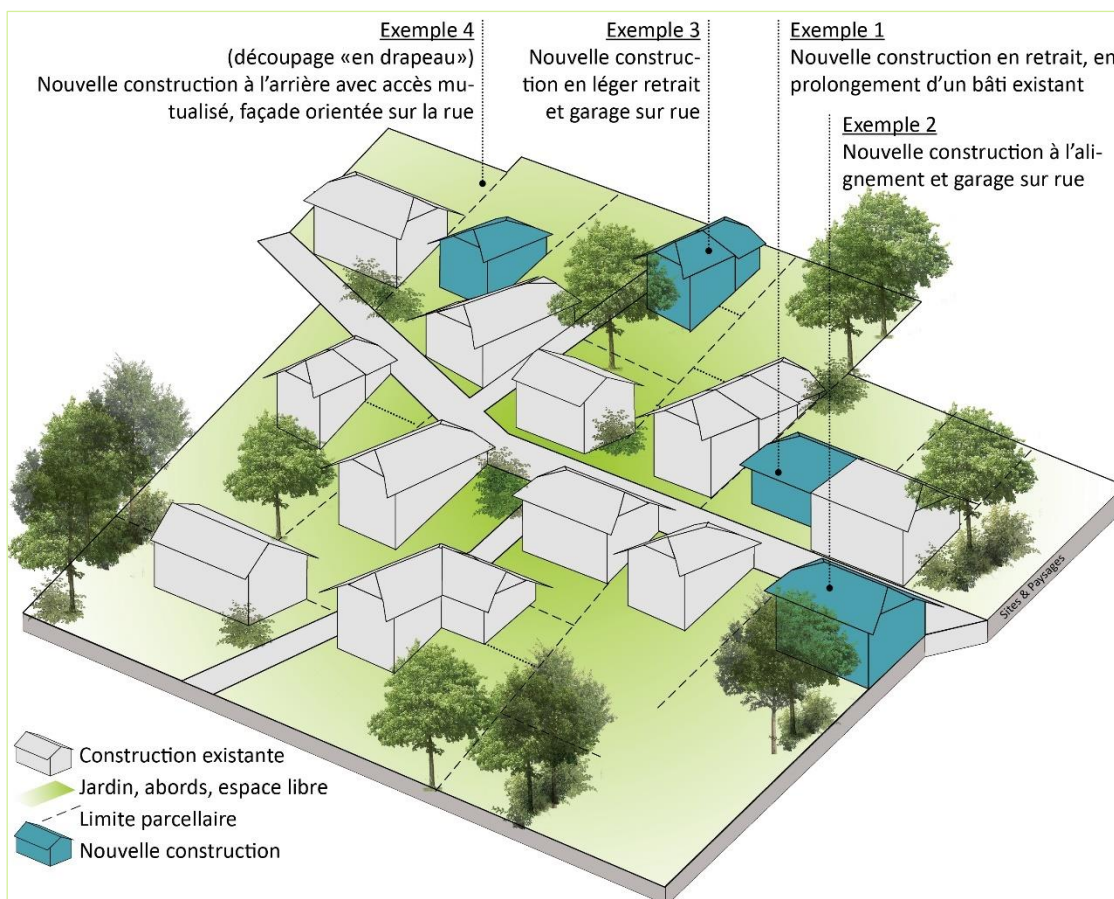 Exemple 4
(découpage «en drapeau»)
Nouvelle construction à l'arrière avec accès mu-
tualisé, façade orientée sur la rue
Exemple 3
Nouvelle construc-
tion en léger retrait
et garage sur rue
Exemple 1
Nouvelle construction en retrait, en
prolongement d'un bâti existant
Exemple 2
Nouvelle construction à l'ali-
gnement et garage sur rue
Sites & Paysages
Construction existante
Jardin, abords, espace libre
Limite parcellaire
Nouvelle construction